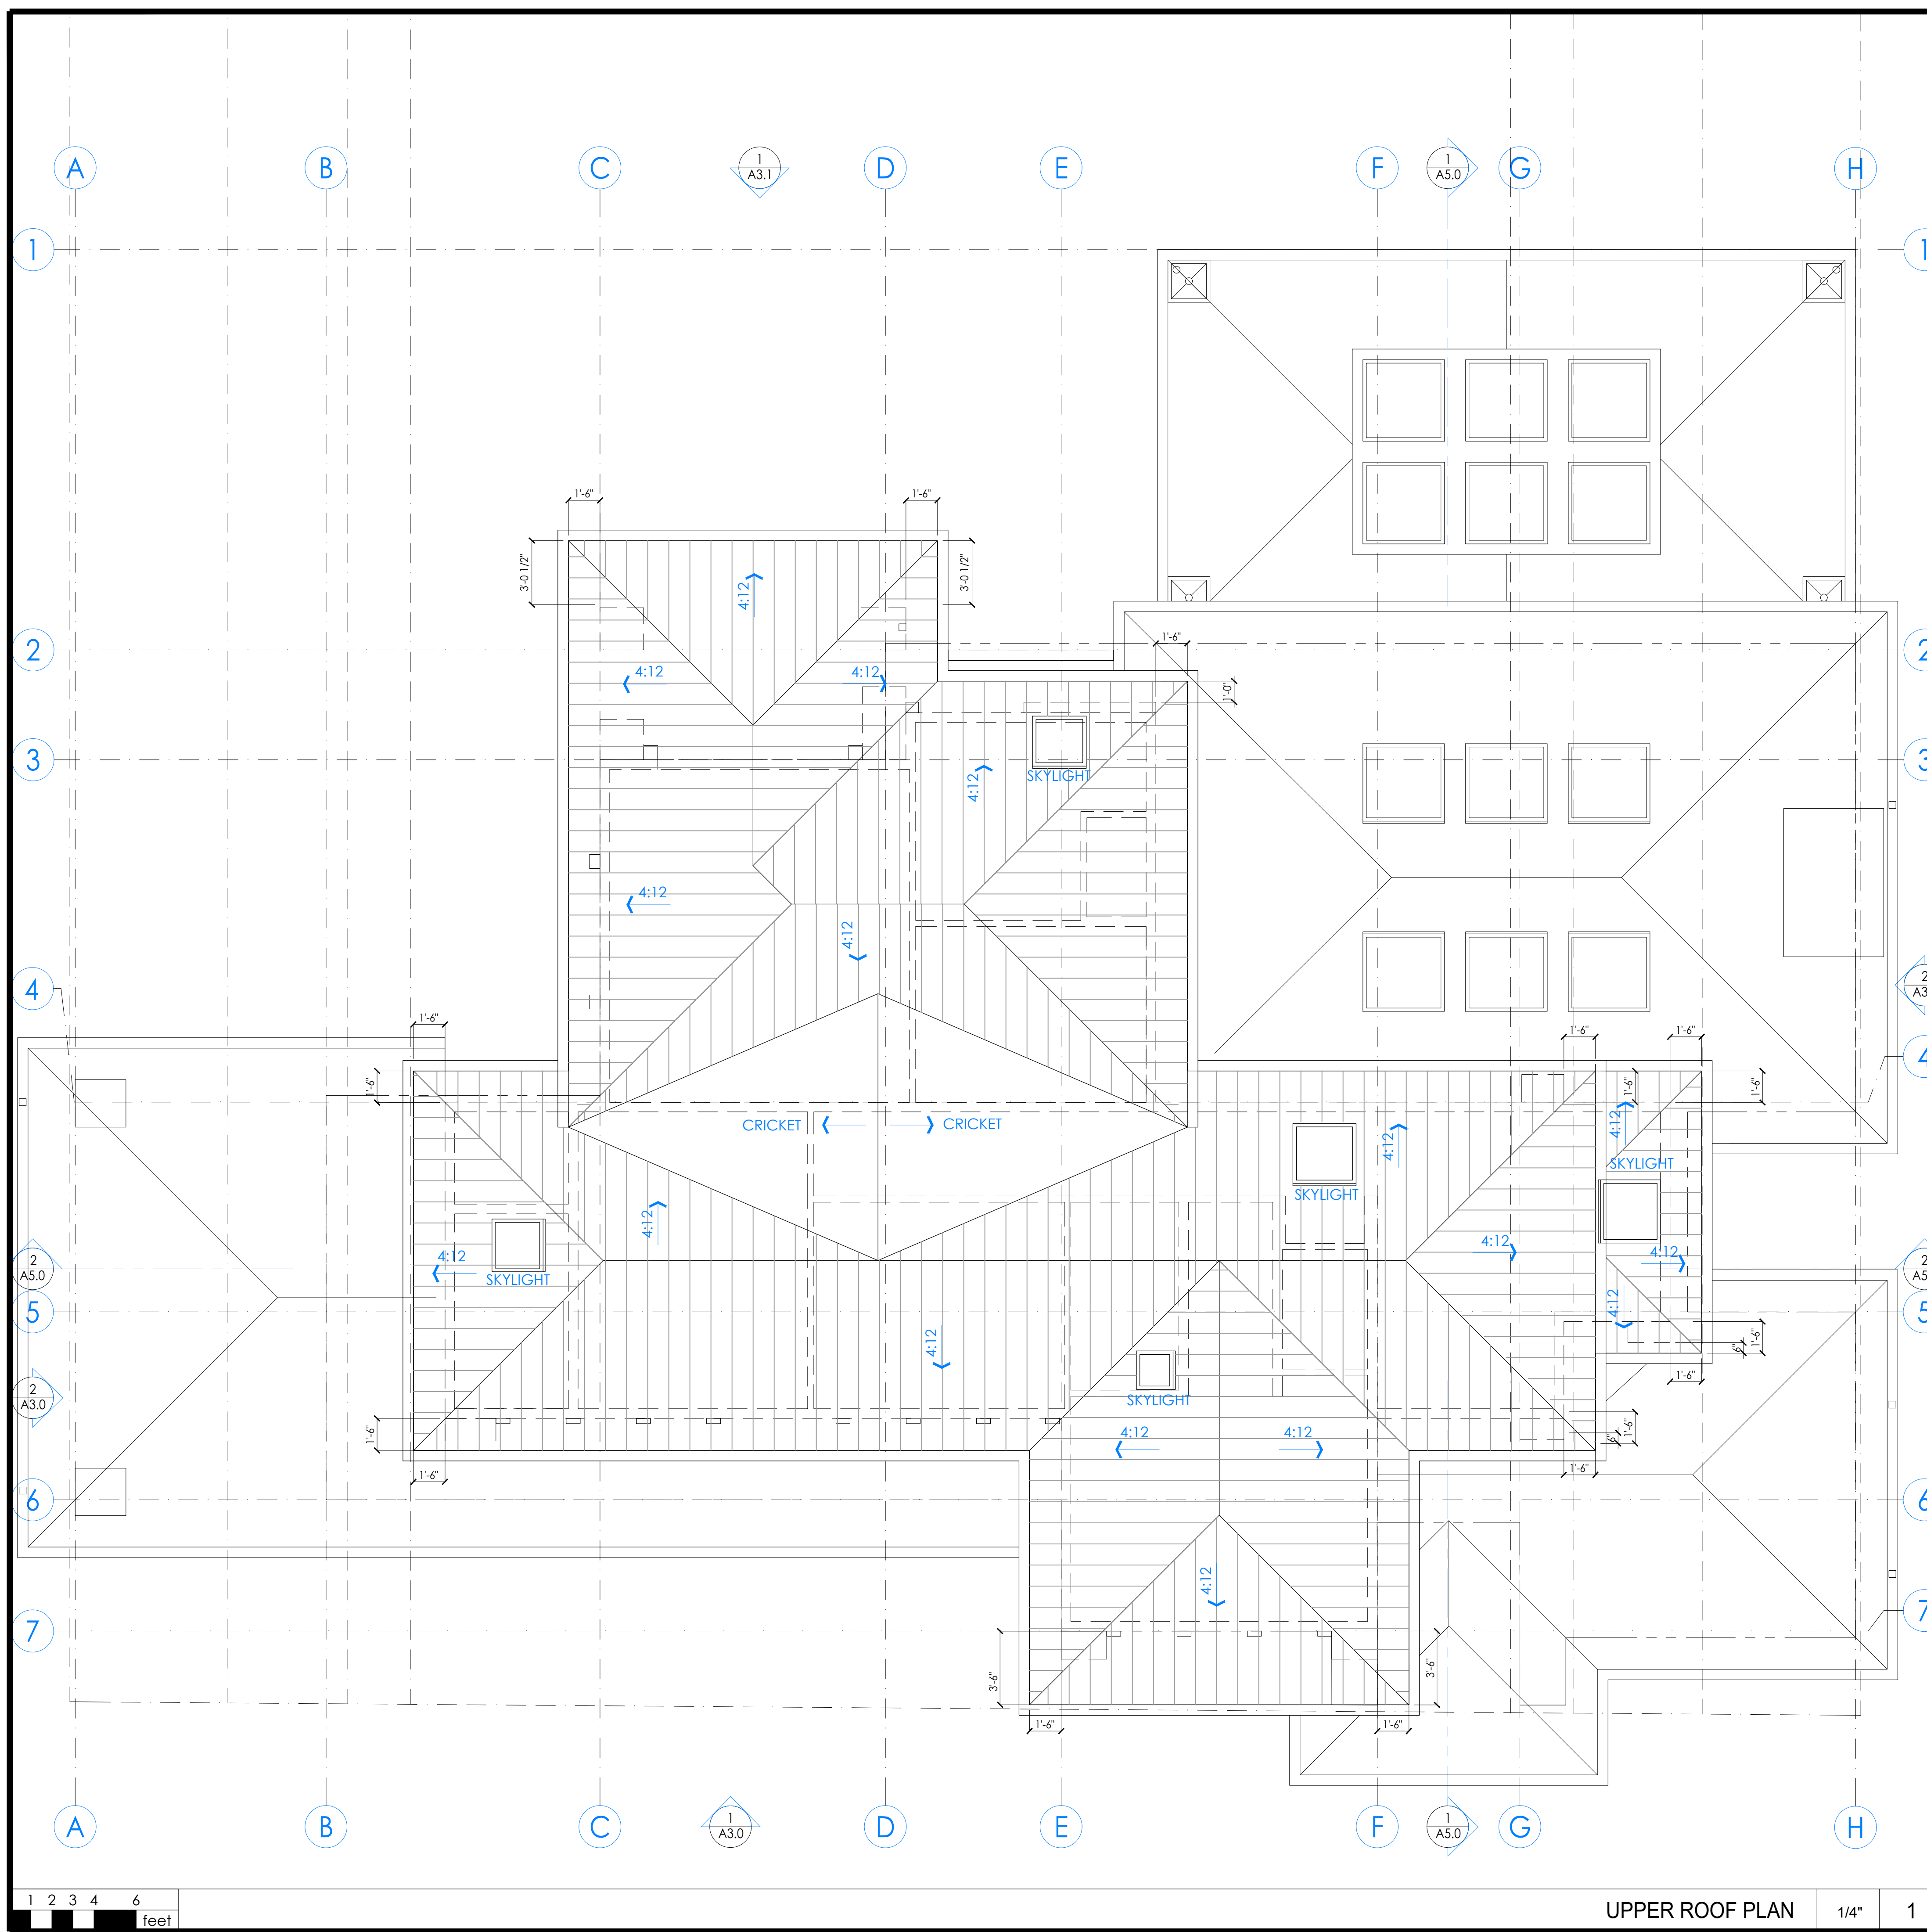 A B C 1 D E F 1 G H
A3.1 A5.0
1 1
1'-6" 1'-6"
3'-0 1/2" 3'-0 1/2"
4:12
2 1'-6" 2
4:12 4:12
1'-0"
3 4:12 SKYLIGHT 3
4:12
4:12
4 2
1'-6" 1'-6" 1'-6"
4
1'-6" 1'-6" 1'-6"
CRICKET CRICKET 4:12 4:12
SKYLIGHT
SKYLIGHT
4:12
4:12 4:12 4:12
2
A5.0
SKYLIGHT
2
5 4:12 5
4:12 1'-6"
6"
1'-6"
2
A3.0
SKYLIGHT
1'-6" 4:12 4:12 6" 1'-6"
1'-6" 1'-6"
6 6
4:12
7 7
3'-6" 3'-6"
1'-6" 1'-6"
A B C 1 D E F 1 G H
A3.0 A5.0
1 2 3 4 6
feet
UPPER ROOF PLAN 1/4" 1